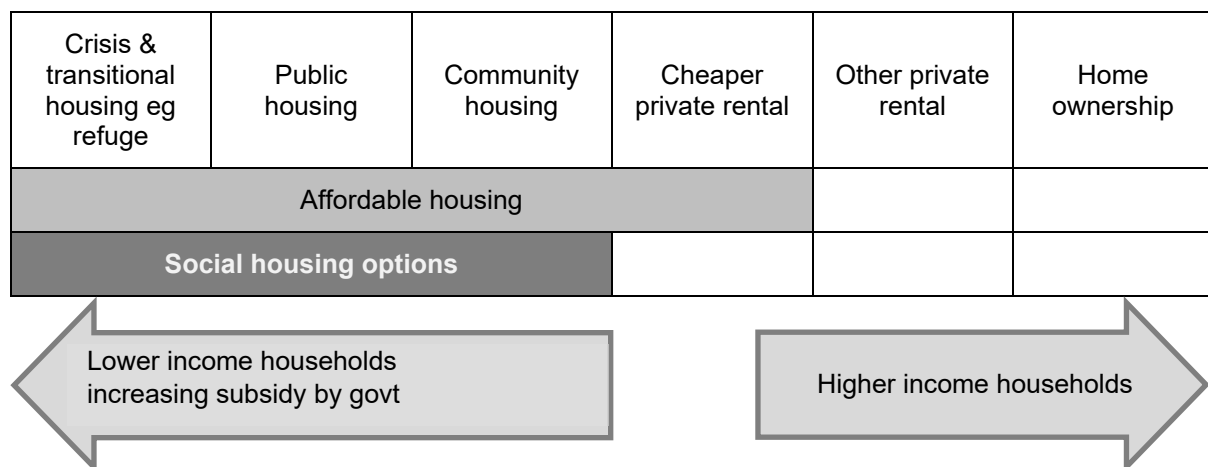 Crisis &
transitional
housing eg
refuge
Public
housing
Community
housing
Cheaper
private rental
Other private
rental
Home
ownership
Affordable housing
Social housing options
Lower income households
increasing subsidy by govt
Higher income households